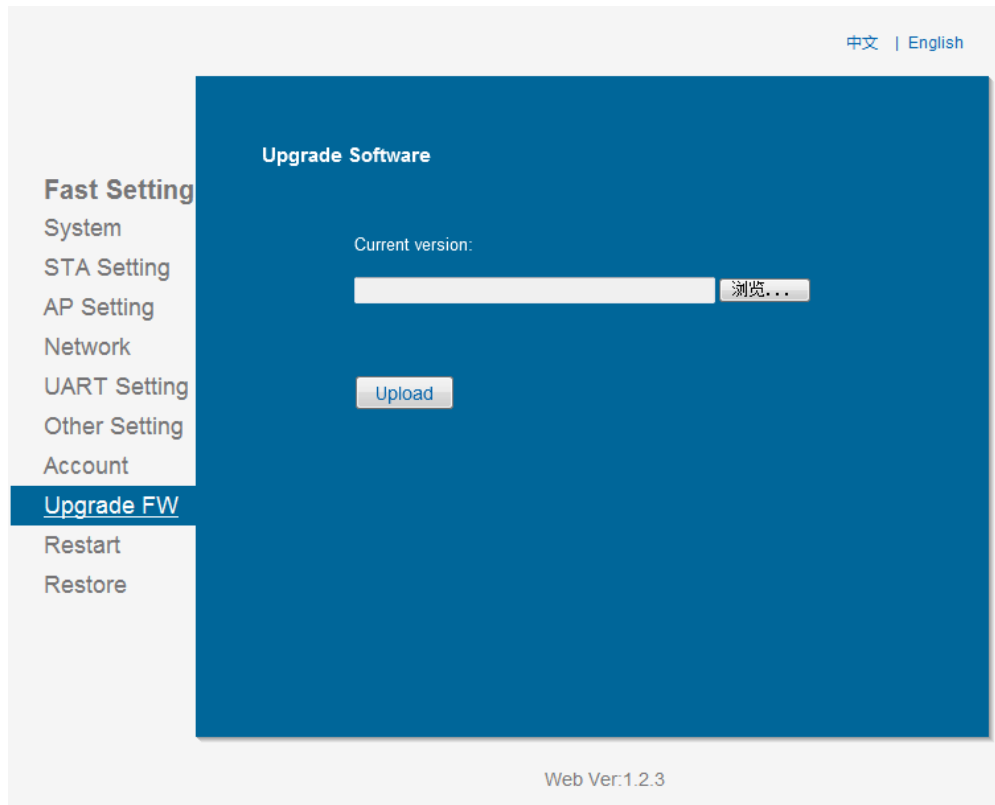 中文 | English
Upgrade Software
Fast Setting
System
STA Setting
AP Setting
Network
UART Setting
Other Setting
Account
Upgrade FW
Restart
Restore
Current version:
浏览...
Upload
Web Ver:1.2.3